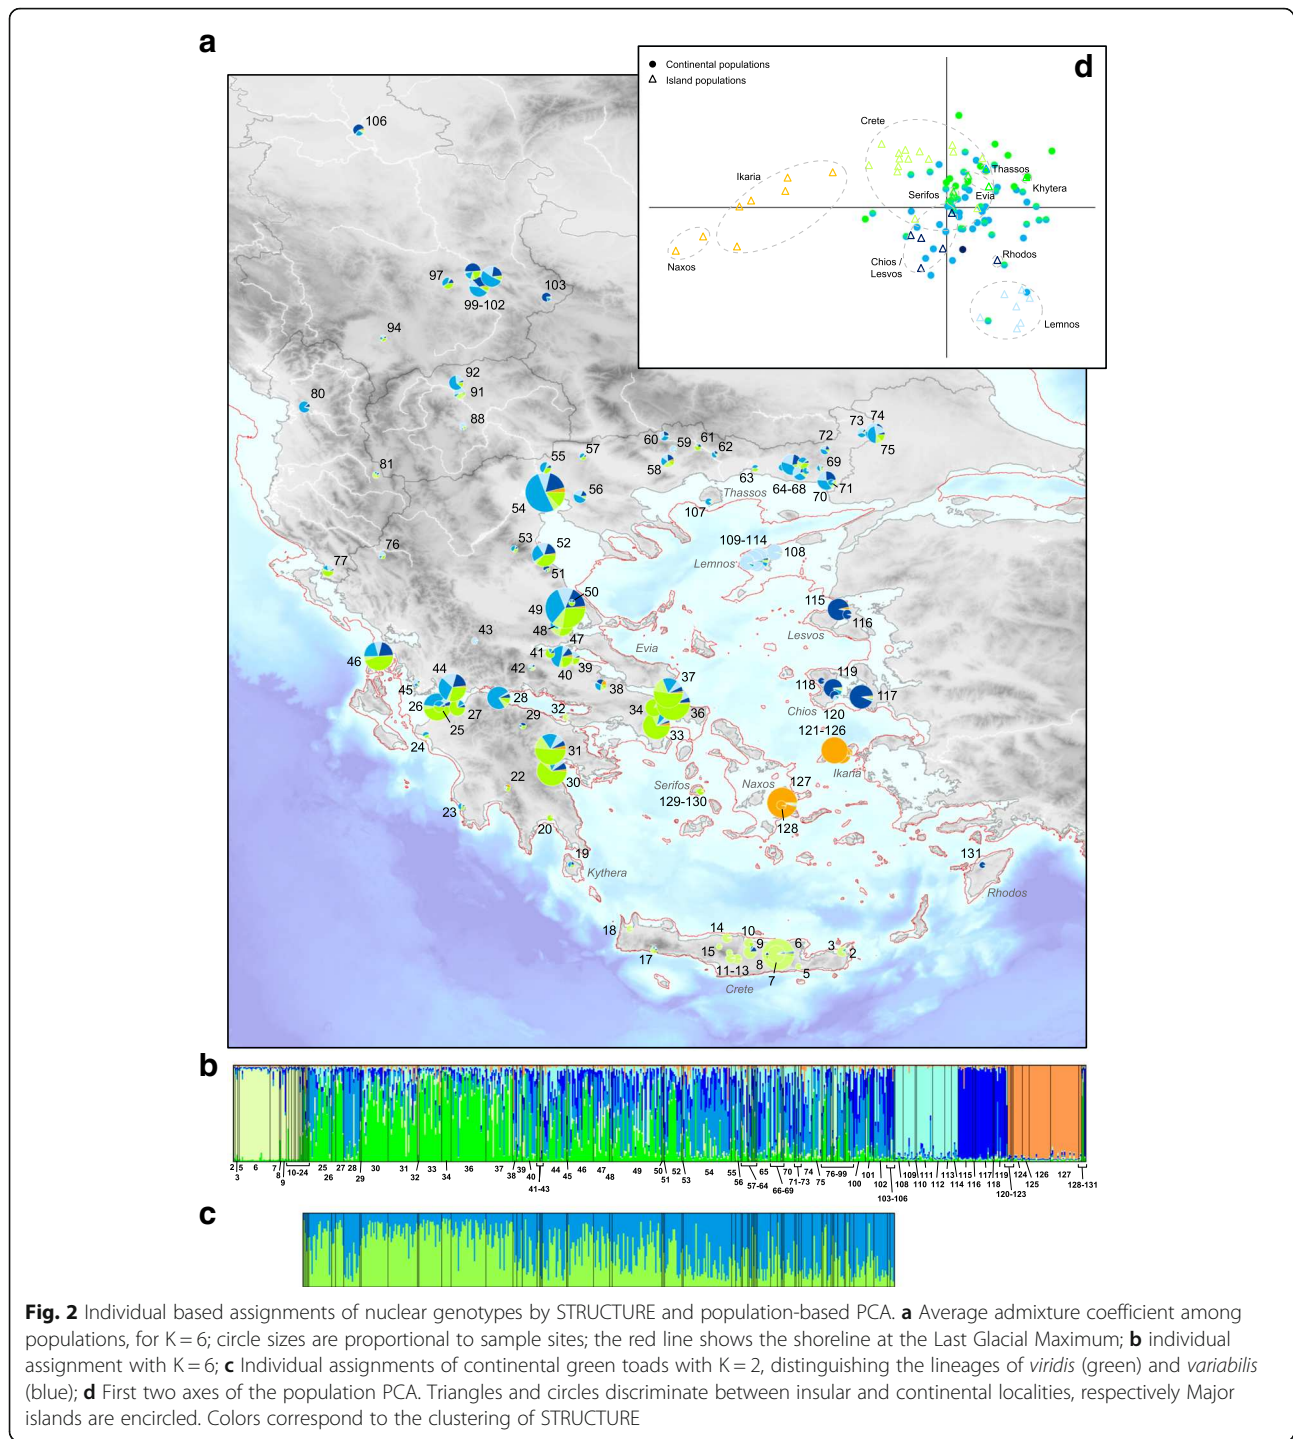 a
d
Continental populations
Island populations
Crete
Ikaria
Thassos
Serifos
Evia
Khytera
Naxos
Chios /
Lesvos
Rhodos
Lemnos
106
97
99-102
103
94
92
91
80
88
81
60
59
61
62
57
58
55
54
56
63
64-68
69
70
71
72
73
74
75
Thassos
107
53
52
51
76
77
109-114
108
Lemnos
50
49
48
47
115
116
Lesvos
43
Evia
46
44
45
41
42
40
39
38
37
36
34
33
119
118
117
120
Chios
121-126
Ikaria
28
26
27
25
24
29
32
31
30
22
23
20
19
Kythera
Serifos
129-130
Naxos
127
128
131
Rhodos
18
17
14
15
10
9
11-13
8
7
6
5
3
2
Crete
b
2 5 6 7 8 10-24 25 27 28 30 31 33 36 37 39 44 46 47 49 50 52 54 55 65 70 74 76-99 101 109 111 113 115 117 119 124 126 127
3 9 26 29 32 34 38 40 41-43 45 48 51 53 56 57-64 66-69 71-73 75 100 102 103-106 108 110 112 114 116 118 120-123 125 128-131
c
Fig. 2 Individual based assignments of nuclear genotypes by STRUCTURE and population-based PCA. a Average admixture coefficient among
populations, for K = 6; circle sizes are proportional to sample sites; the red line shows the shoreline at the Last Glacial Maximum; b individual
assignment with K = 6; c Individual assignments of continental green toads with K = 2, distinguishing the lineages of viridis (green) and variabilis
(blue); d First two axes of the population PCA. Triangles and circles discriminate between insular and continental localities, respectively Major
islands are encircled. Colors correspond to the clustering of STRUCTURE